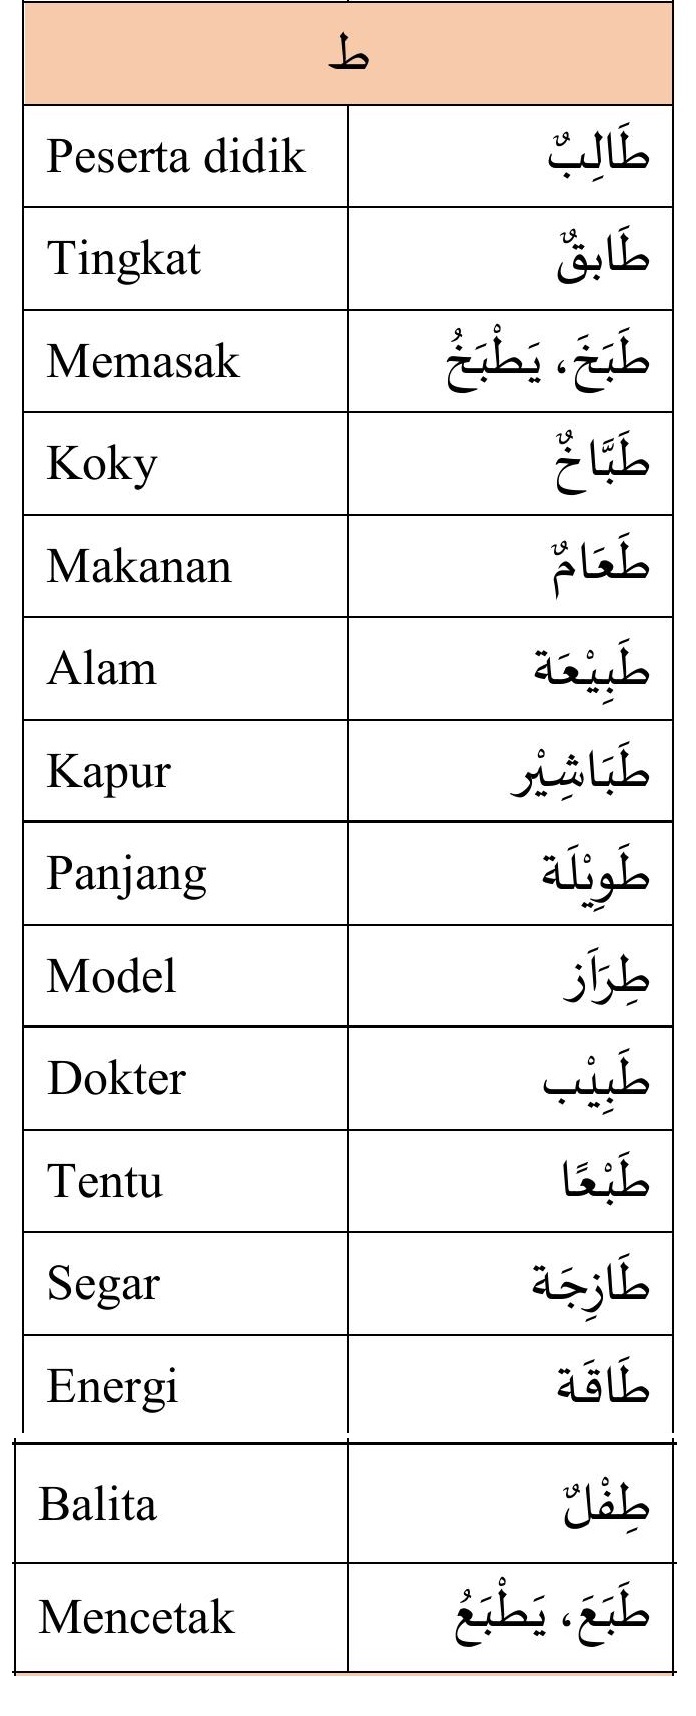 ط
Peserta didik طَالِبٌ
Tingkat طَابقٌ
Memasak طَبَخَ، يَطْبَخُ
Koky طَبَّاخٌ
Makanan طَعَامٌ
Alam طَبِيْعَة
Kapur طَبَاشِيْر
Panjang طَوِيْلَة
Model طِرَاَز
Dokter طَبِيْب
Tentu طَبْعًا
Segar طَازِجَة
Energi طَاقَة
Balita طِفْلٌ
Mencetak طَبَعَ، يَطْبَعُ